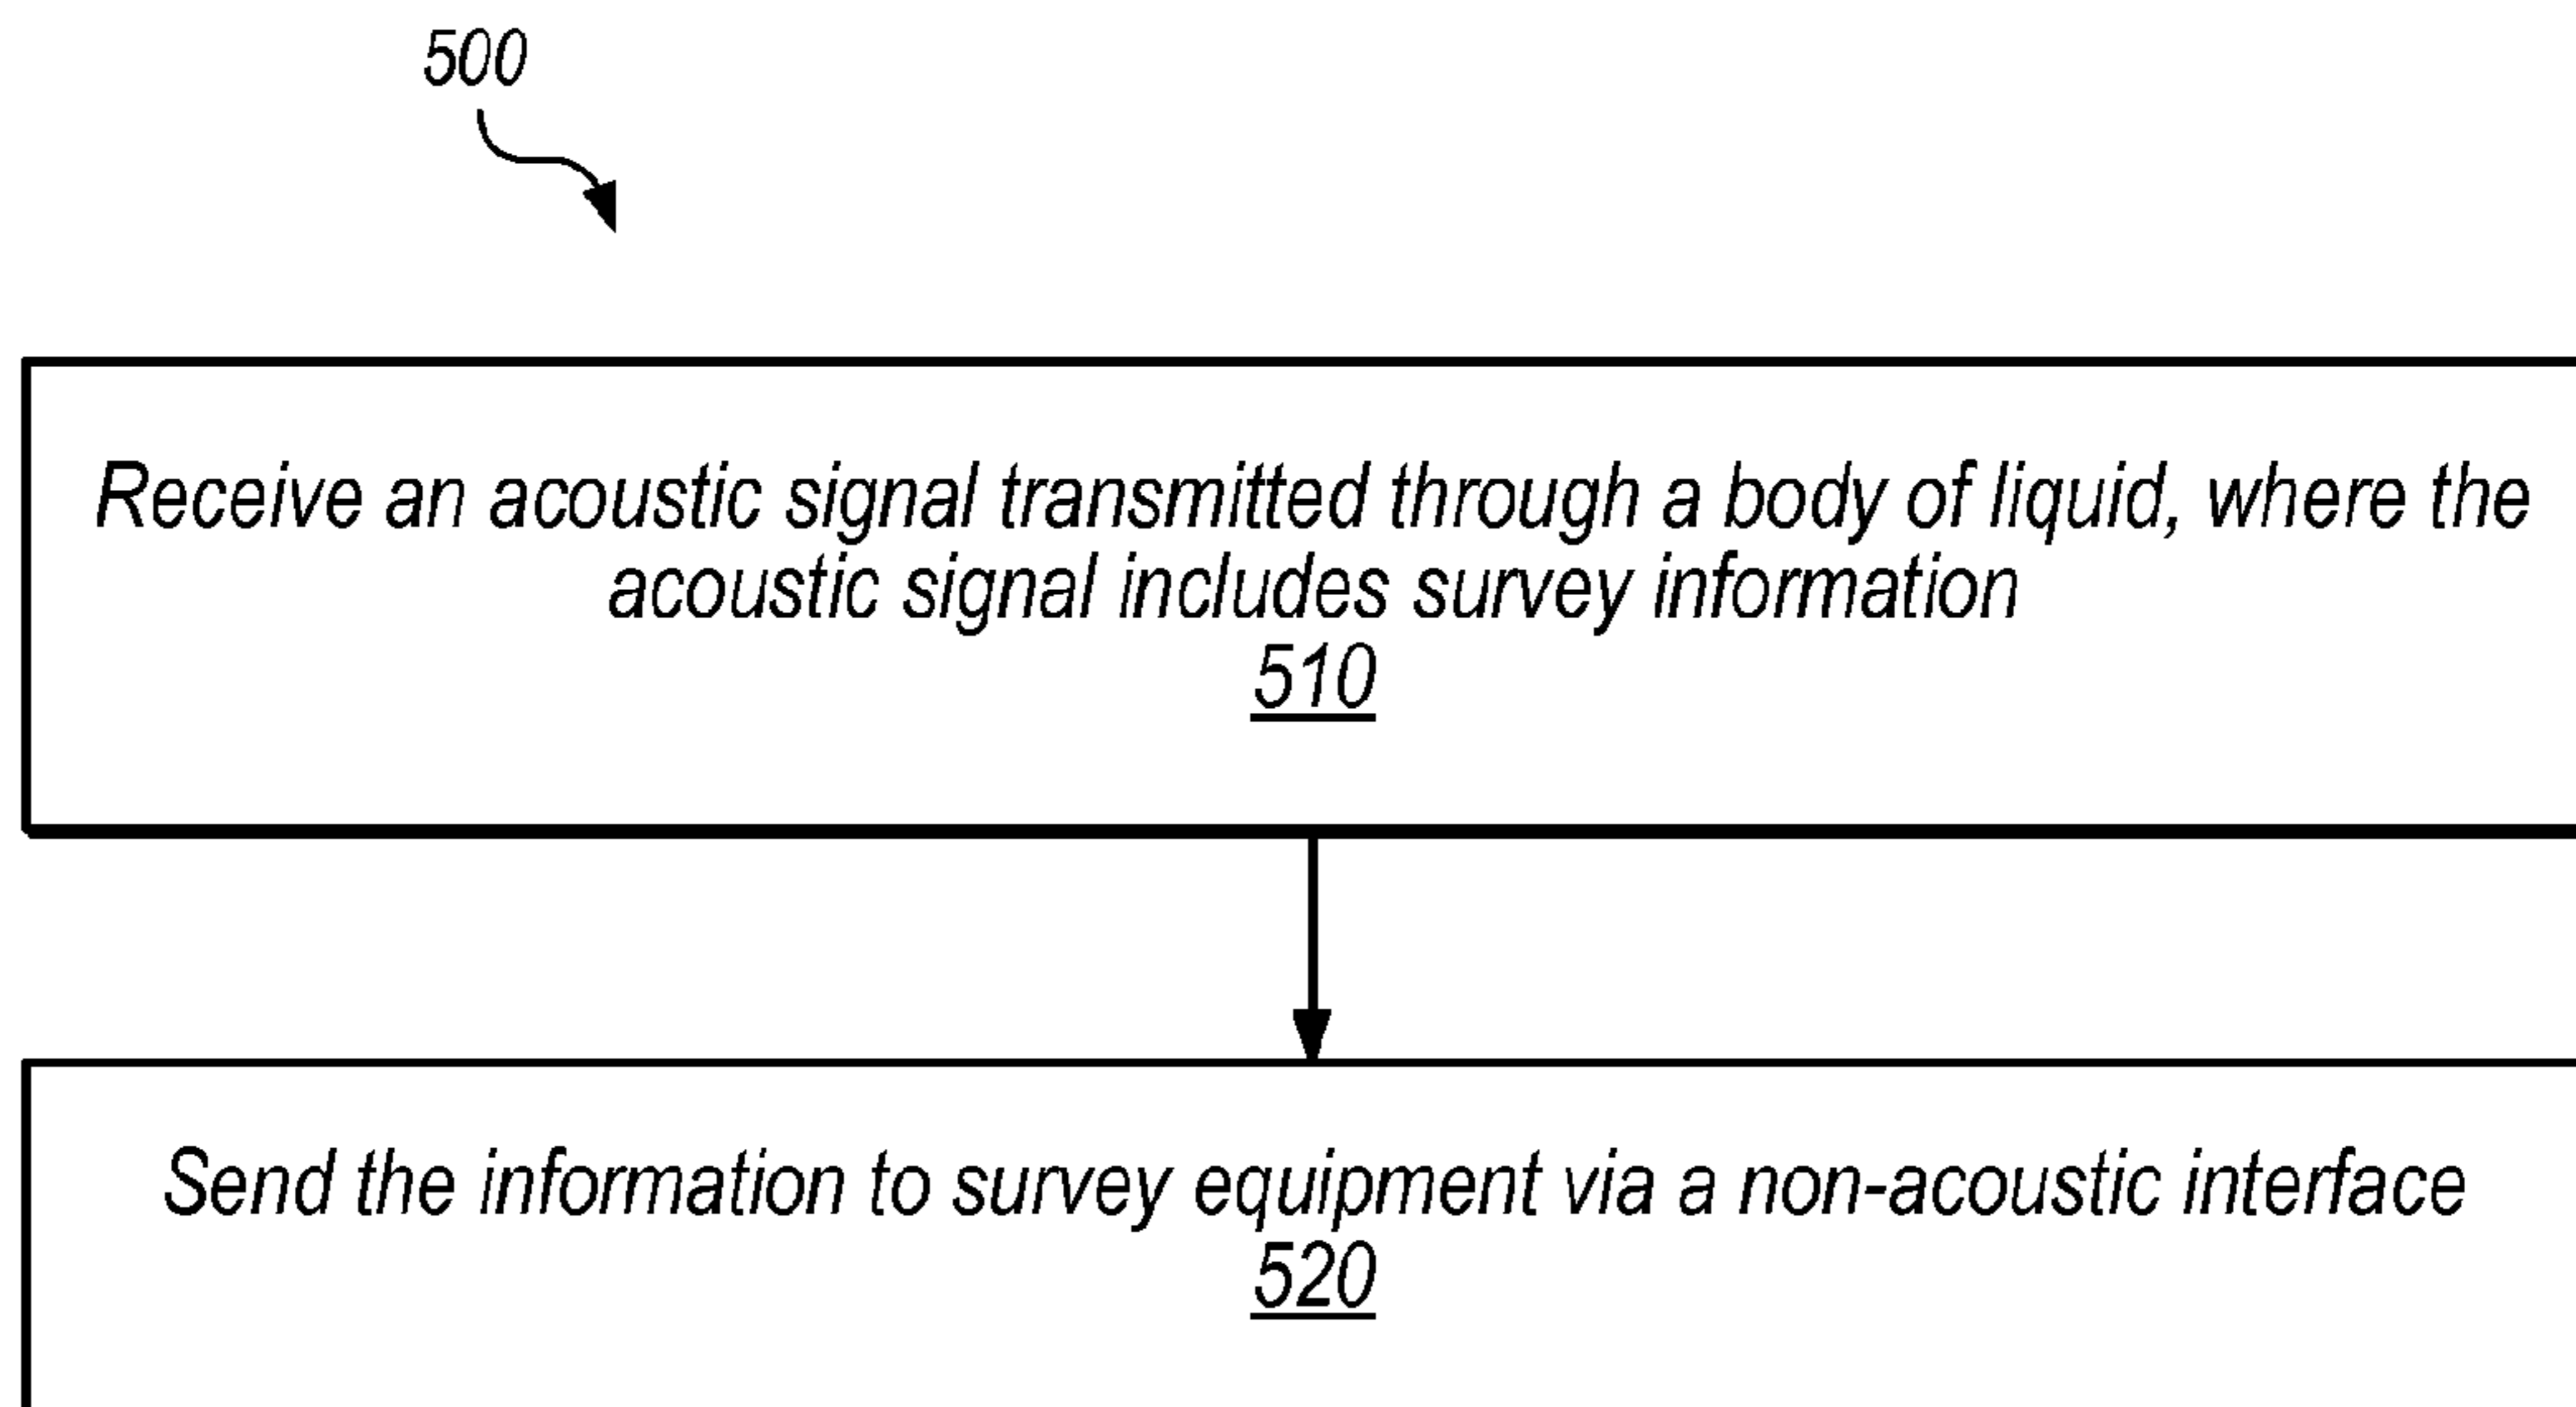 500
Receive an acoustic signal transmitted through a body of liquid, where the
acoustic signal includes survey information
510
Send the information to survey equipment via a non-acoustic interface
520